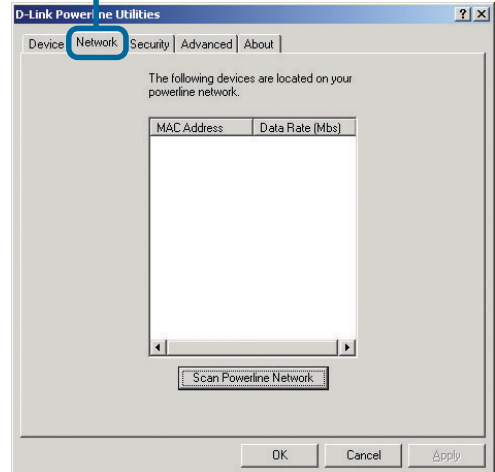 D-Link Powerline Utilities
Device Network Security Advanced About
The following devices are located on your
powerline network.
MAC Address Data Rate (Mbs)
Scan Powerline Network
OK Cancel Apply